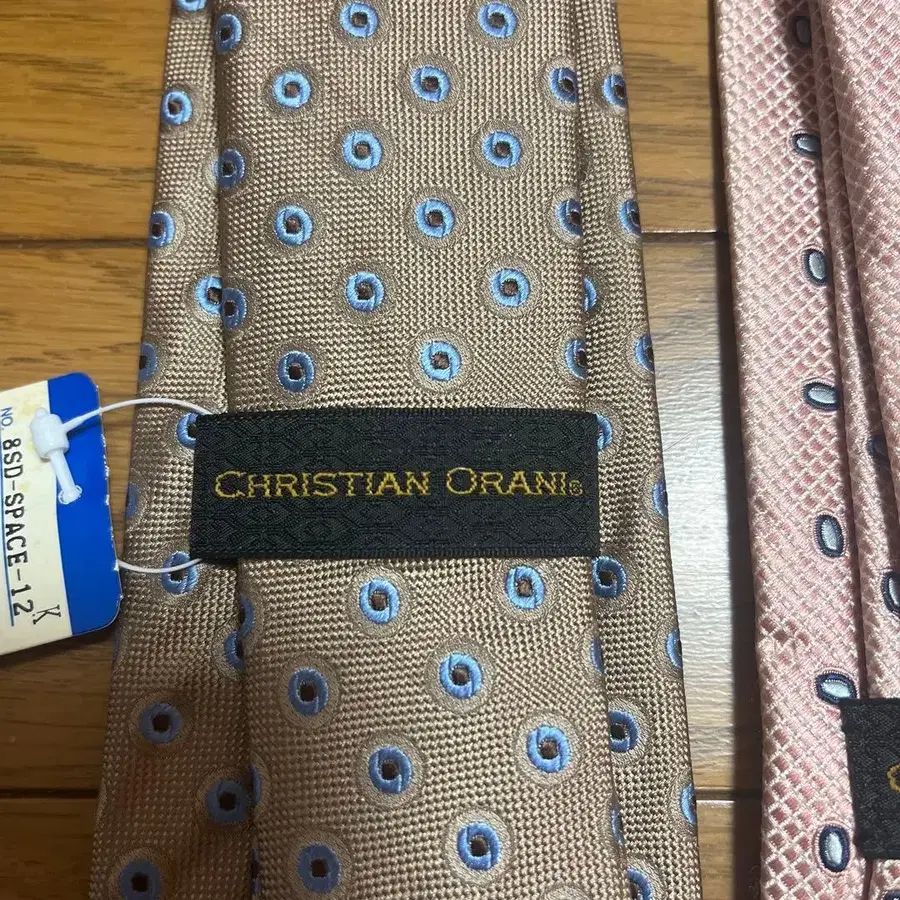 CHRISTIAN ORANI®
NO. 8SD-SPACE-12
K